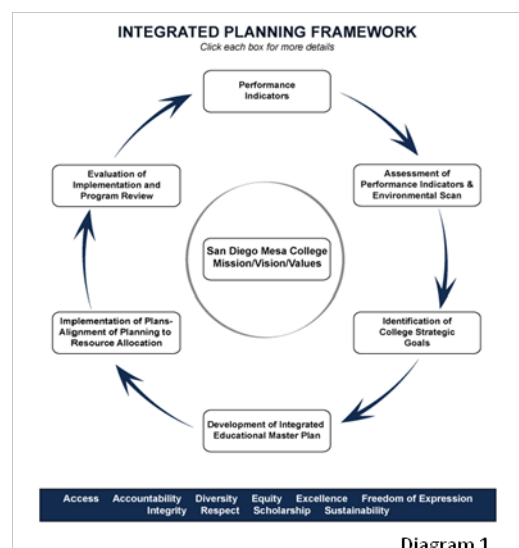 INTEGRATED PLANNING FRAMEWORK
Click each box for more details
Performance
Indicators
Assessment of
Performance Indicators &
Environmental Scan
Identification of
College Strategic
Goals
Development of Integrated
Educational Master Plan
Implementation of Plans-
Alignment of Planning to
Resource Allocation
Evaluation of
Implementation and
Program Review
San Diego Mesa College
Mission/Vision/Values
Access Accountability Diversity Equity Excellence Freedom of Expression
Integrity Respect Scholarship Sustainability
Diagram 1